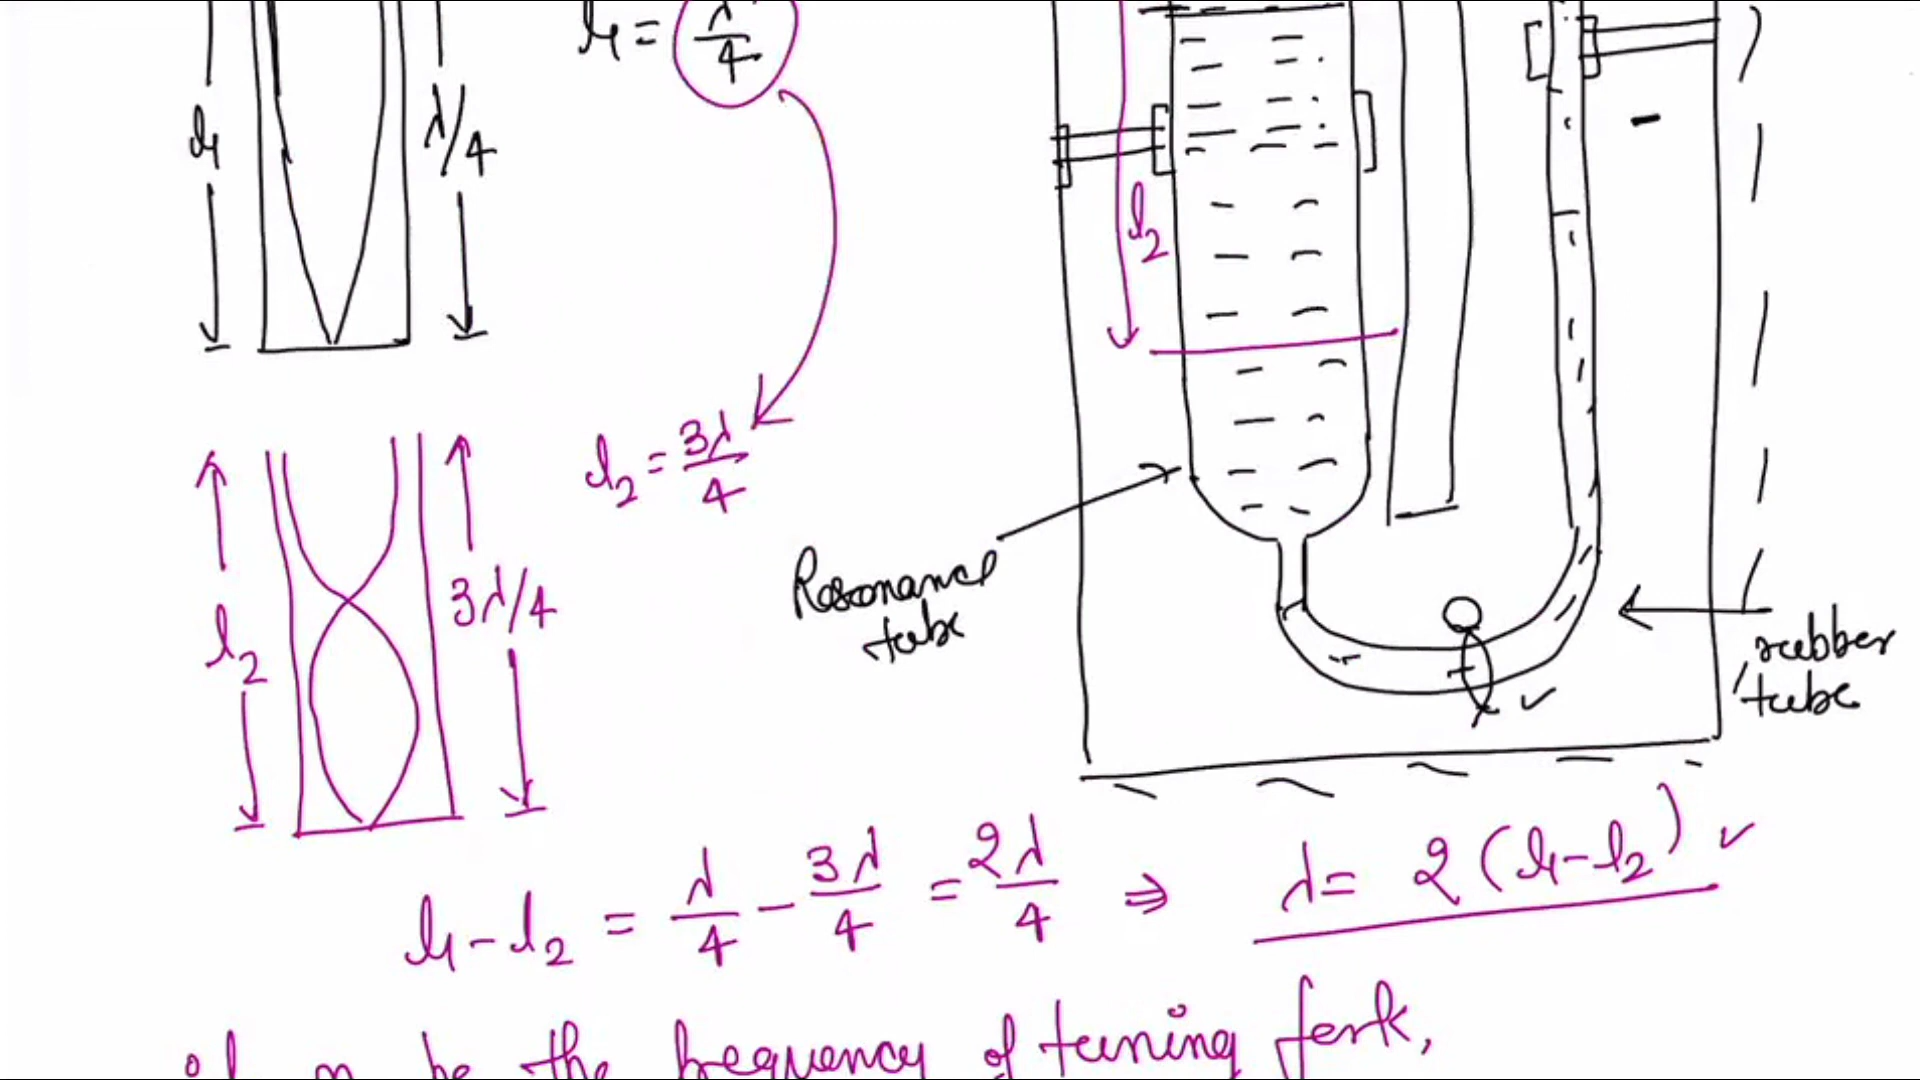 l₁ = λ/4
l₁
λ/4
l₂
l₂ = 3λ/4
l₂
3λ/4
Resonance
tube
rubber
tube
l₁ - l₂ = λ/4 - 3λ/4 = 2λ/4 ⇒ λ = 2 (l₁ - l₂) ✓
if n be the frequency of tuning fork,